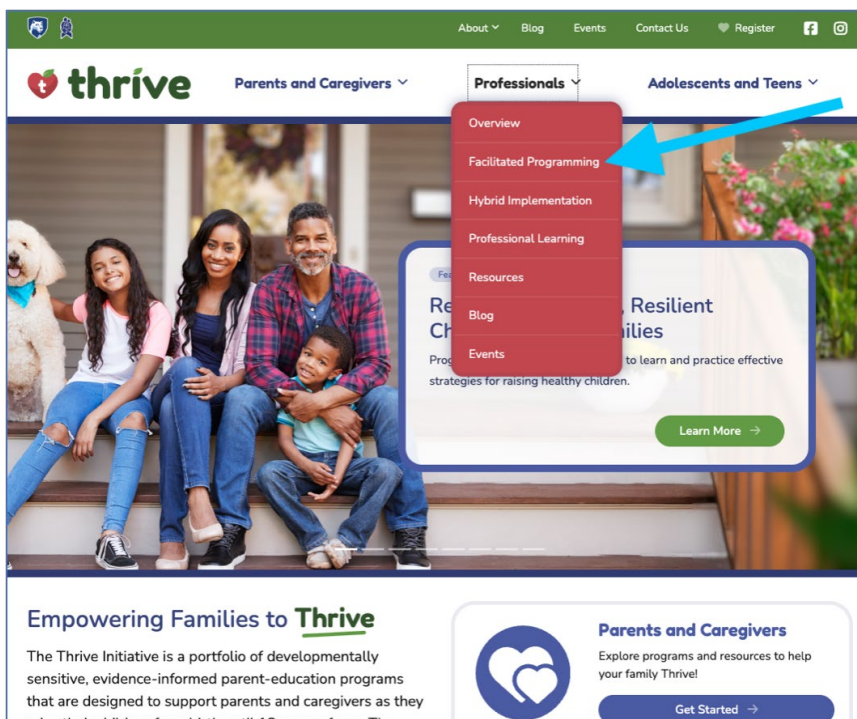 About Blog Events Contact Us Register
t thrive Parents and Caregivers Professionals Adolescents and Teens
Overview
Facilitated Programming
Hybrid Implementation
Professional Learning
Resources
Blog
Events
Resilient
to learn and practice effective
strategies for raising healthy children.
Learn More →
Empowering Families to Thrive
The Thrive Initiative is a portfolio of developmentally
sensitive, evidence-informed parent-education programs
that are designed to support parents and caregivers as they
Parents and Caregivers
Explore programs and resources to help
your family Thrive!
Get Started →